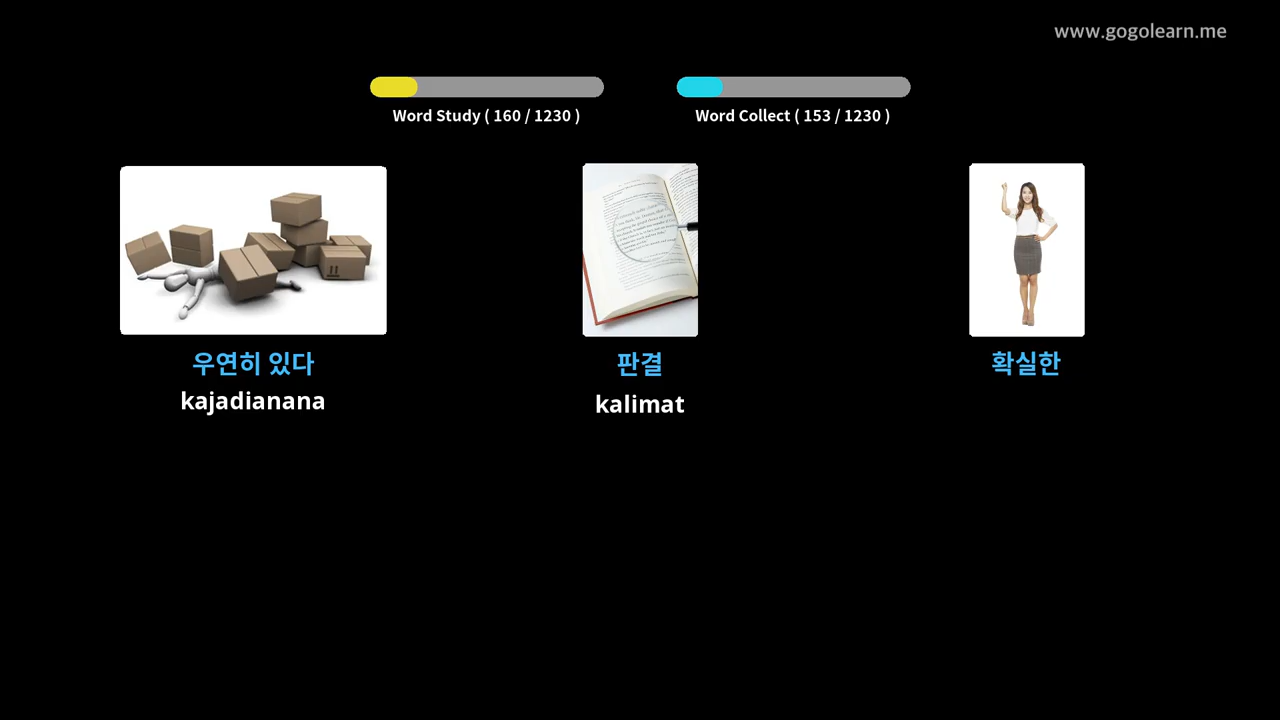 www.gogolearn.me
Word Study ( 160 / 1230 )
Word Collect ( 153 / 1230 )
우연히 있다
판결
확실한
kajadianana
kalimat